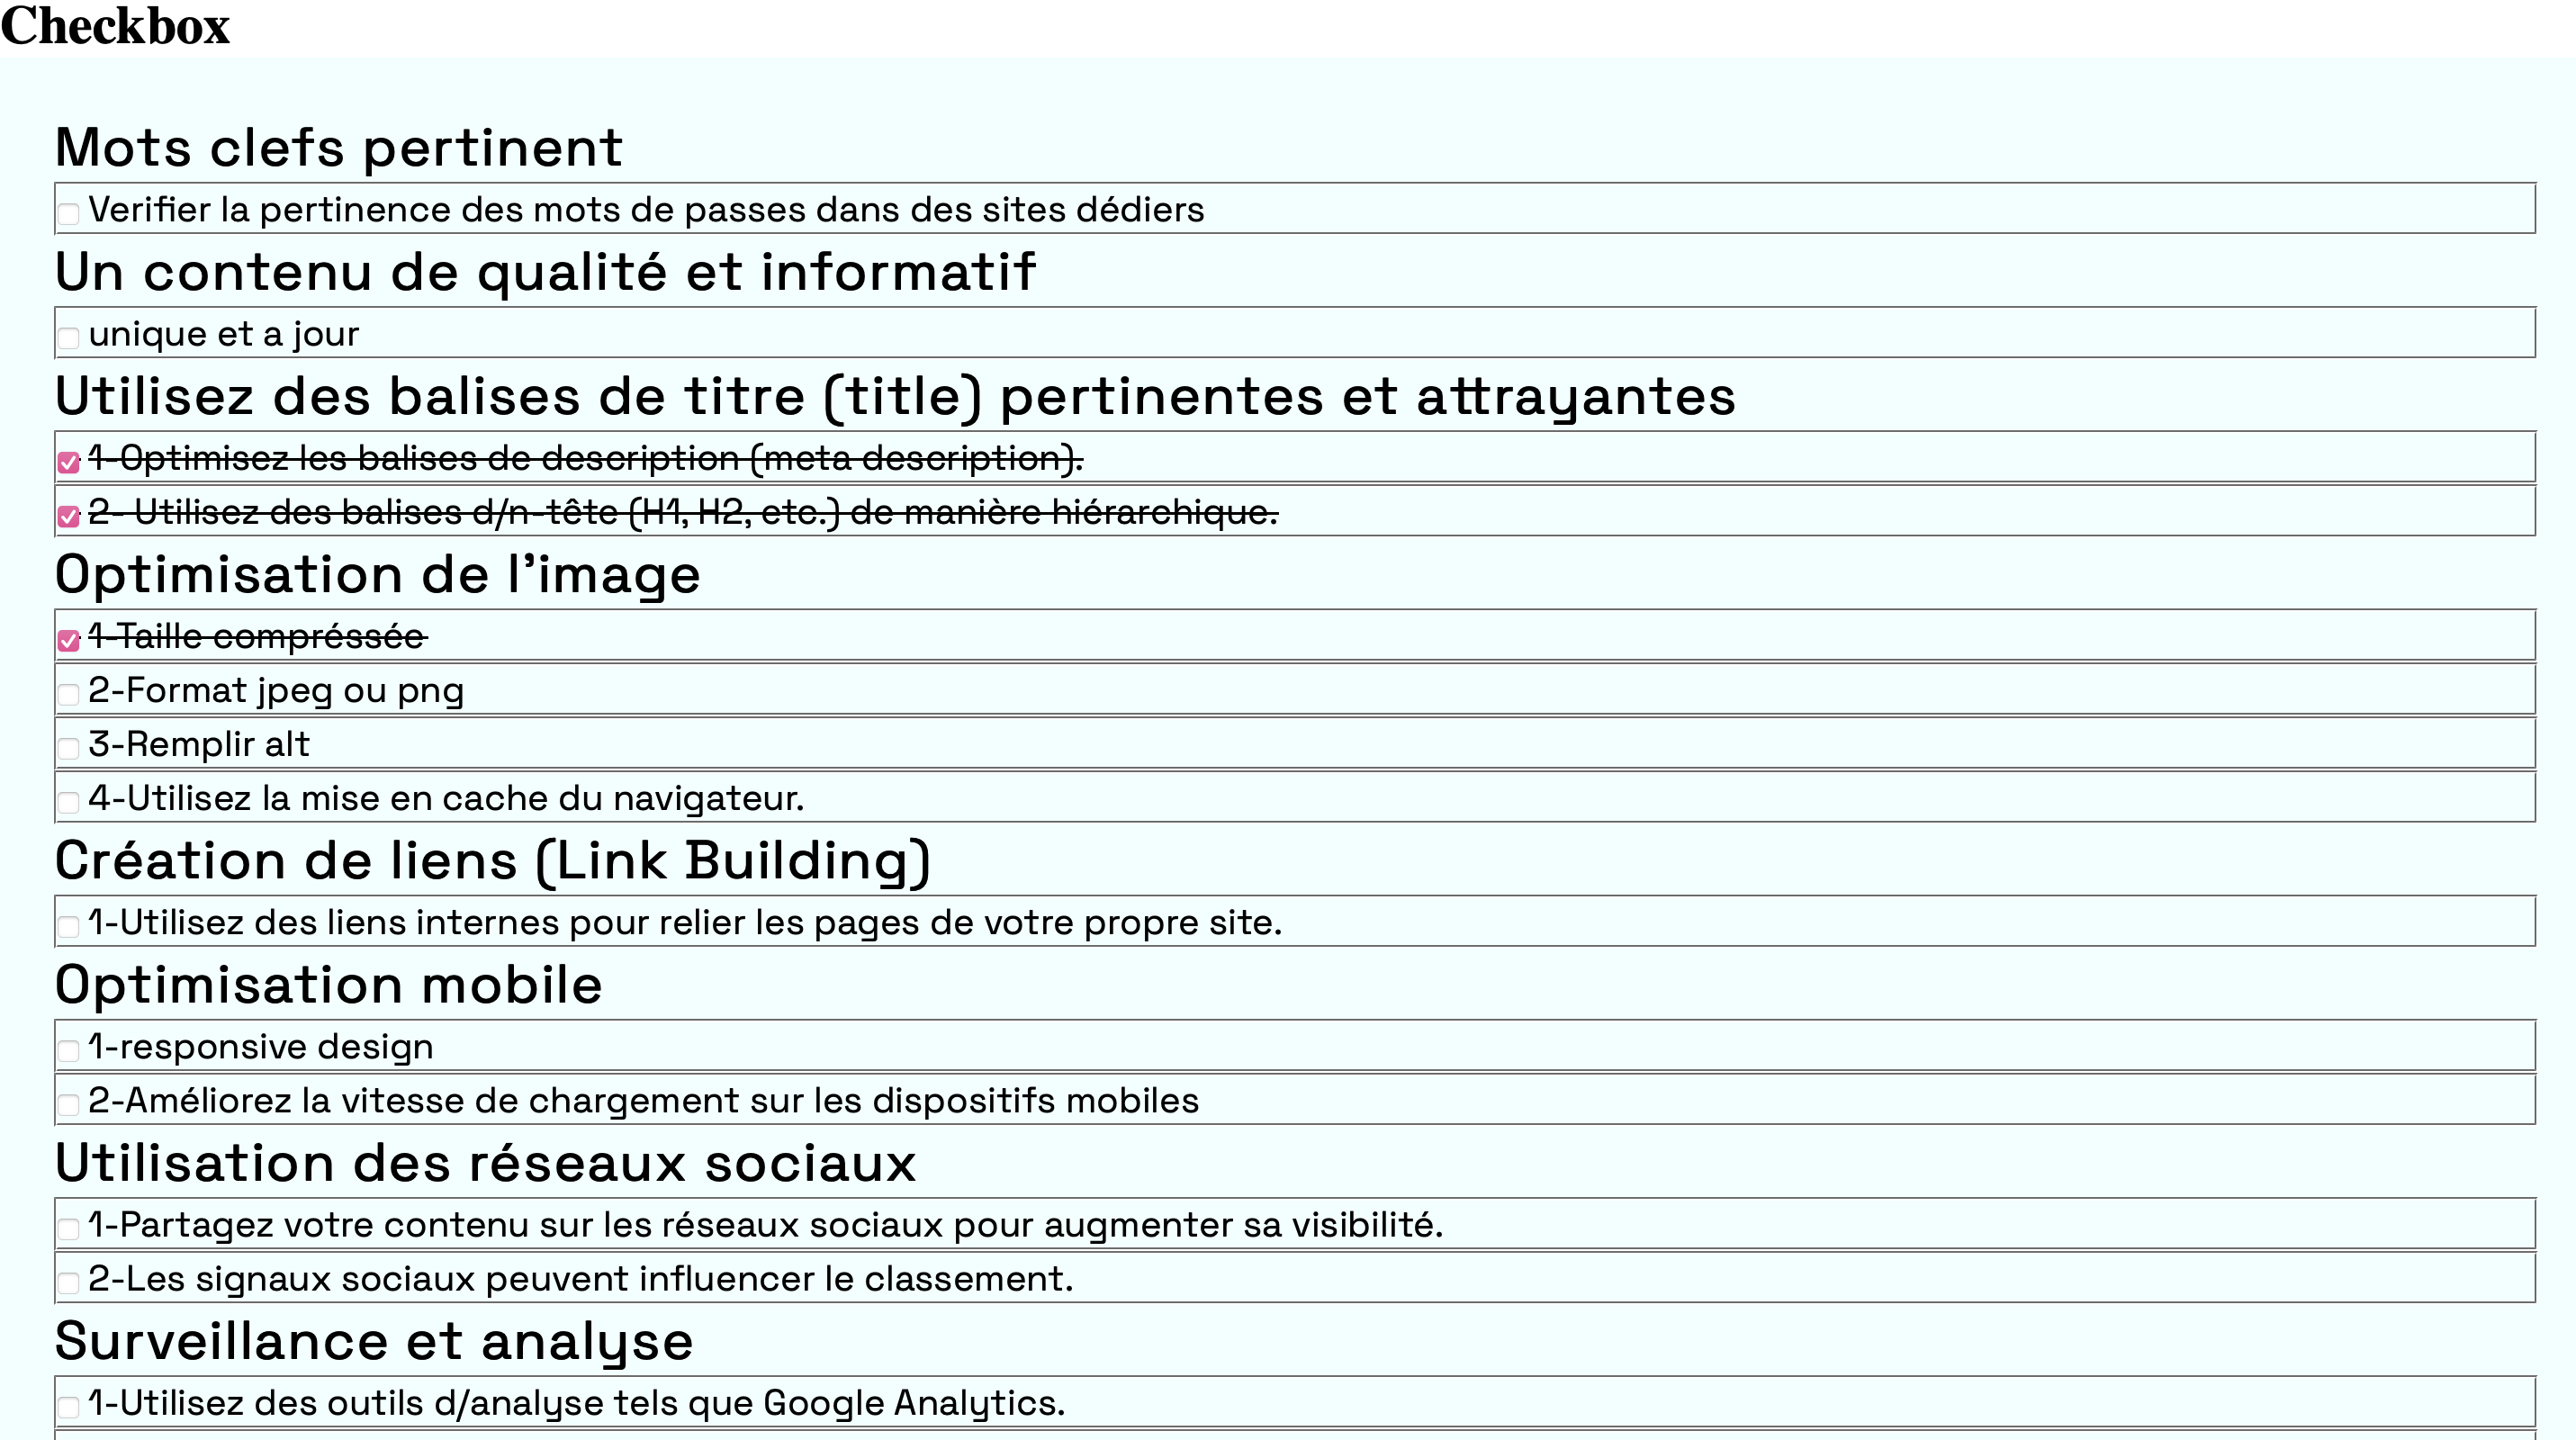 Checkbox
Mots clefs pertinent
Verifier la pertinence des mots de passes dans des sites dédiers
Un contenu de qualité et informatif
unique et a jour
Utilisez des balises de titre (title) pertinentes et attrayantes
1-Optimisez les balises de description (meta description).
2- Utilisez des balises d/n-tête (H1, H2, etc.) de manière hiérarchique.
Optimisation de l'image
1-Taille compréssée
2-Format jpeg ou png
3-Remplir alt
4-Utilisez la mise en cache du navigateur.
Création de liens (Link Building)
1-Utilisez des liens internes pour relier les pages de votre propre site.
Optimisation mobile
1-responsive design
2-Améliorez la vitesse de chargement sur les dispositifs mobiles
Utilisation des réseaux sociaux
1-Partagez votre contenu sur les réseaux sociaux pour augmenter sa visibilité.
2-Les signaux sociaux peuvent influencer le classement.
Surveillance et analyse
1-Utilisez des outils d/analyse tels que Google Analytics.